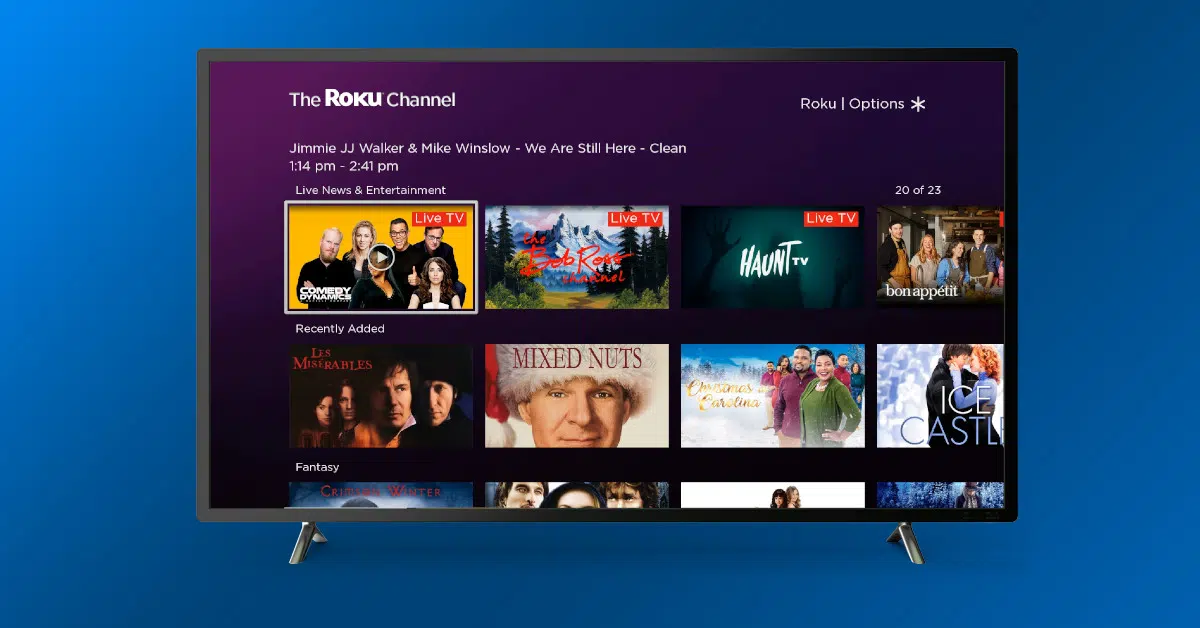 The Roku Channel
Roku | Options
Jimmie JJ Walker & Mike Winslow - We Are Still Here - Clean
1:14 pm - 2:41 pm
Live News & Entertainment
20 of 23
Live TV
COMEDY
DYNAMICS
Live TV
the
Bob Ross
channel
Live TV
HAUNT TV
bon appétit
Recently Added
LES
MISÉRABLES
MIXED NUTS
Christmas
Carolina
ICE
CASTL
Fantasy
CRIMSON WINTER